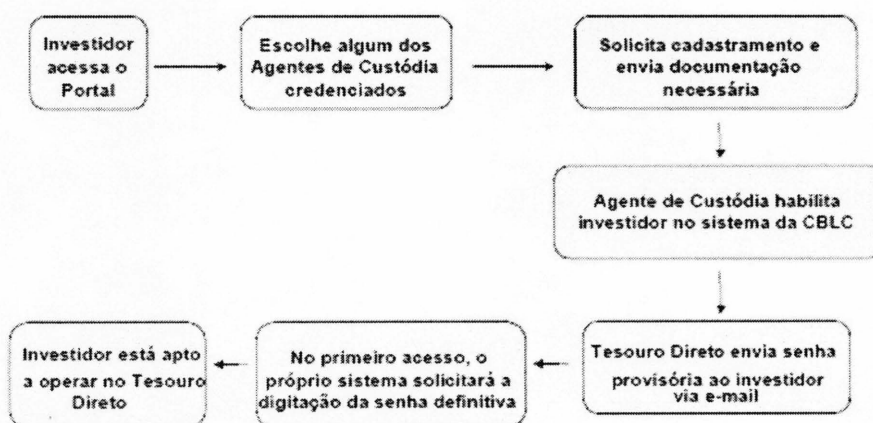 Investidor
acessa o
Portal
Escolhe algum dos
Agentes de Custódia
credenciados
Solicita cadastramento e
envia documentação
necessária
Agente de Custódia habilita
investidor no sistema da CBLC
Tesouro Direto envia senha
provisória ao investidor
via e-mail
No primeiro acesso, o
próprio sistema solicitará a
digitação da senha definitiva
Investidor está apto
a operar no Tesouro
Direto